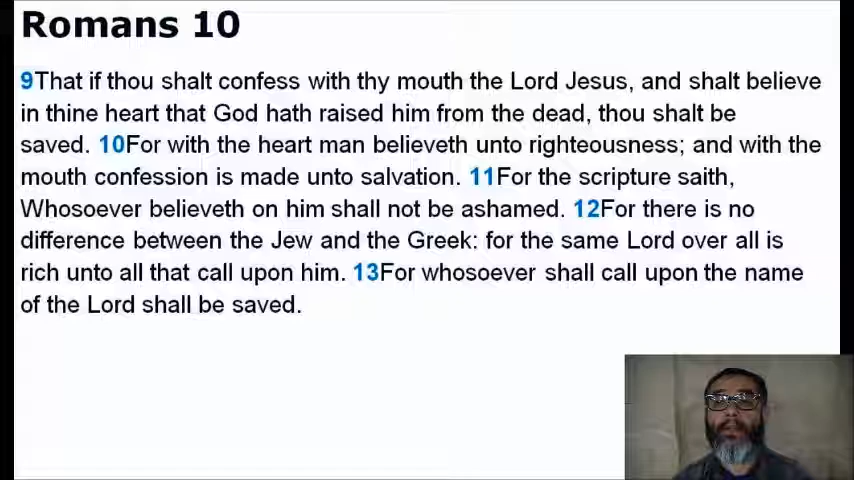 Romans 10
9That if thou shalt confess with thy mouth the Lord Jesus, and shalt believe
in thine heart that God hath raised him from the dead, thou shalt be
saved. 10For with the heart man believeth unto righteousness; and with the
mouth confession is made unto salvation. 11For the scripture saith,
Whosoever believeth on him shall not be ashamed. 12For there is no
difference between the Jew and the Greek: for the same Lord over all is
rich unto all that call upon him. 13For whosoever shall call upon the name
of the Lord shall be saved.